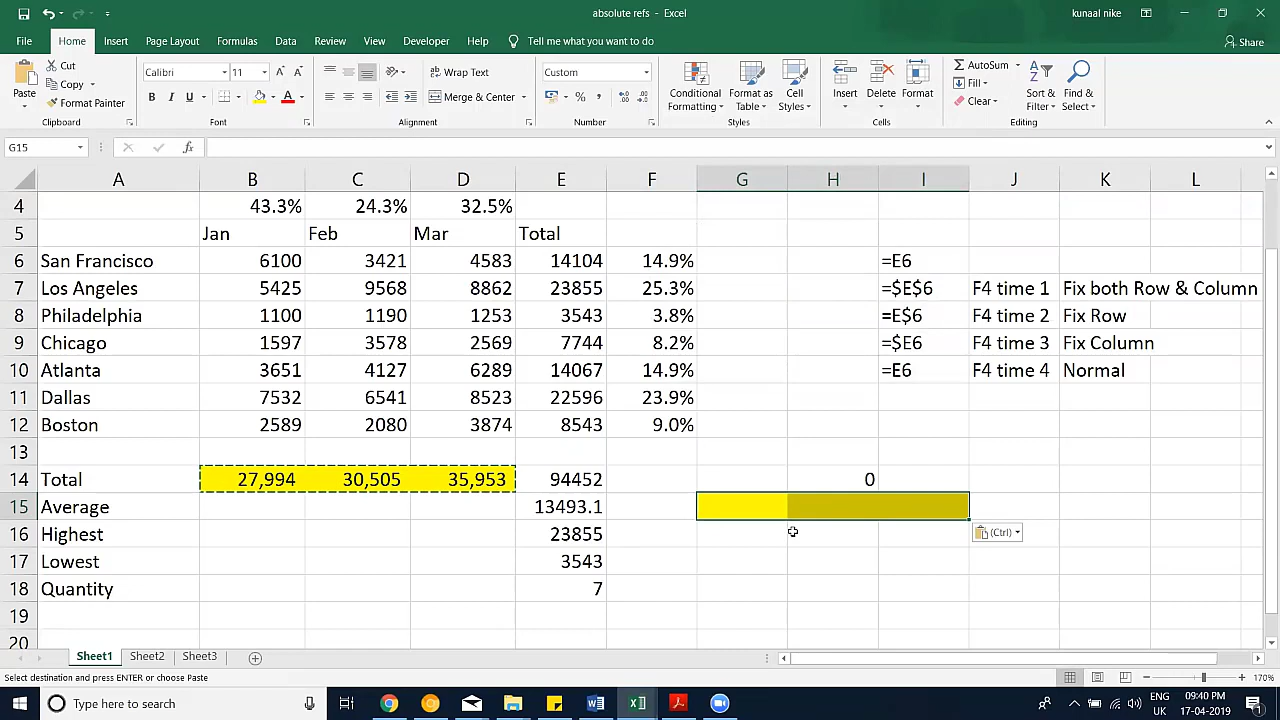 absolute refs - Excel
kunaal nike
File Home Insert Page Layout Formulas Data Review View Developer Help Tell me what you want to do Share
Paste Cut Copy Format Painter Clipboard
Calibri 11 B I U A Font
Wrap Text Merge & Center Alignment
Custom % , Number
Conditional Formatting Format as Table Cell Styles Styles
Insert Delete Format Cells
AutoSum Fill Clear Sort & Filter Find & Select Editing
G15 fx
A B C D E F G H I J K L
4 43.3% 24.3% 32.5%
5 Jan Feb Mar Total
6 San Francisco 6100 3421 4583 14104 14.9% =E6
7 Los Angeles 5425 9568 8862 23855 25.3% =$E$6 F4 time 1 Fix both Row & Column
8 Philadelphia 1100 1190 1253 3543 3.8% =E$6 F4 time 2 Fix Row
9 Chicago 1597 3578 2569 7744 8.2% =$E6 F4 time 3 Fix Column
10 Atlanta 3651 4127 6289 14067 14.9% =E6 F4 time 4 Normal
11 Dallas 7532 6541 8523 22596 23.9%
12 Boston 2589 2080 3874 8543 9.0%
13
14 Total 27,994 30,505 35,953 94452 0
15 Average 13493.1
16 Highest 23855
17 Lowest 3543
18 Quantity 7
19
20
(Ctrl)
Sheet1 Sheet2 Sheet3
Select destination and press ENTER or choose Paste
170%
Type here to search
ENG 09:40 PM
UK 17-04-2019